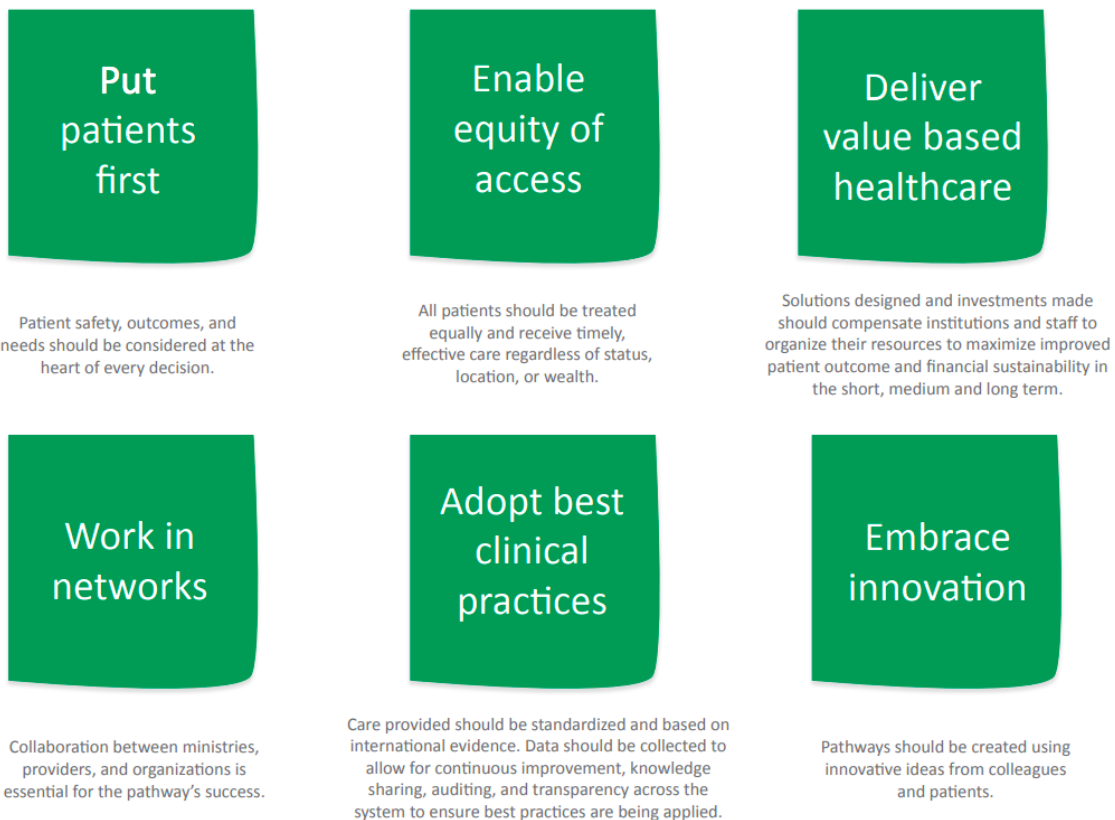 Put
patients
first
Enable
equity of
access
Deliver
value based
healthcare
Patient safety, outcomes, and
needs should be considered at the
heart of every decision.
All patients should be treated
equally and receive timely,
effective care regardless of status,
location, or wealth.
Solutions designed and investments made
should compensate institutions and staff to
organize their resources to maximize improved
patient outcome and financial sustainability in
the short, medium and long term.
Work in
networks
Adopt best
clinical
practices
Embrace
innovation
Collaboration between ministries,
providers, and organizations is
essential for the pathway's success.
Care provided should be standardized and based on
international evidence. Data should be collected to
allow for continuous improvement, knowledge
sharing, auditing, and transparency across the
system to ensure best practices are being applied.
Pathways should be created using
innovative ideas from colleagues
and patients.